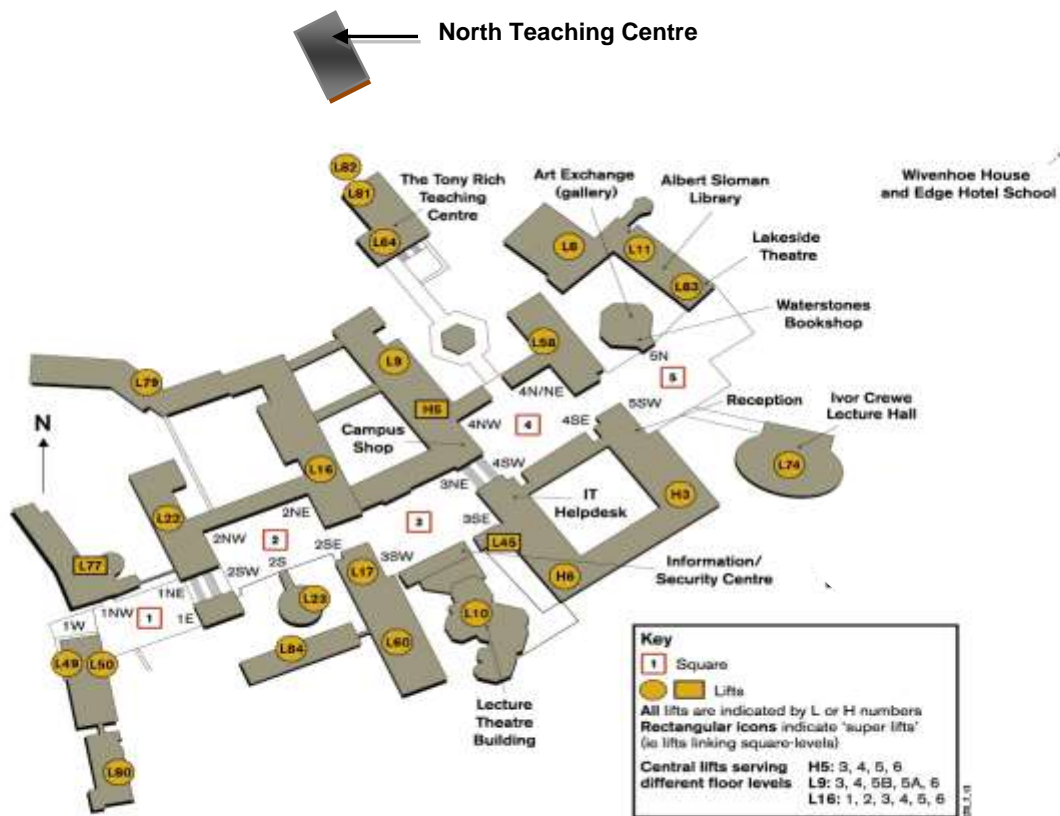 North Teaching Centre
L82
L81
The Tony Rich
Teaching
Centre
L64
Art Exchange
(gallery)
Albert Sloman
Library
Wivenhoe House
and Edge Hotel School
L8
L11
L83
Lakeside
Theatre
Waterstones
Bookshop
L58
L9
L79
5N
5
5SW
4N/NE
H5
4NW
4
4SE
Reception
Ivor Crewe
Lecture Hall
N
Campus
Shop
4SW
L74
L16
3NE
IT
Helpdesk
H3
L22
2NE
3
3SE
2NW
2
2SE
L45
Information/
Security Centre
L77
2SW
2S
3SW
L17
H6
1NE
L23
L10
1NW
1
1E
1W
L84
L60
L49
L50
Lecture
Theatre
Building
L80
Key
1
Square
Lifts
All lifts are indicated by L or H numbers
Rectangular icons indicate 'super lifts'
(ie lifts linking square-levels)
Central lifts serving H5: 3, 4, 5, 6
different floor levels L9: 3, 4, 5B, 5A, 6
L16: 1, 2, 3, 4, 5, 6